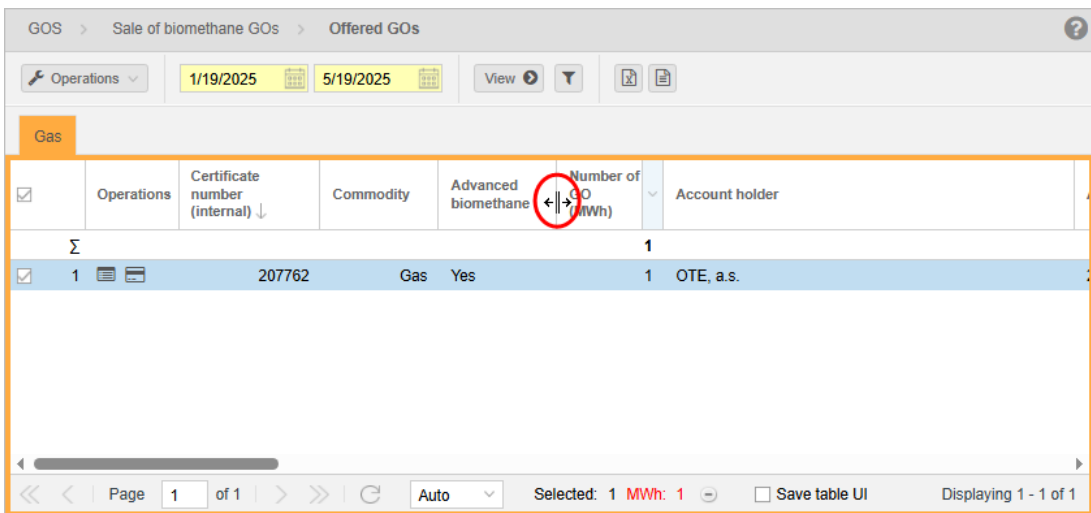 GOS > Sale of biomethane GOs > Offered GOs ?
Operations 1/19/2025 5/19/2025 View
Gas
Operations
Certificate
number
(internal) ↓
Commodity
Advanced
biomethane
Number of
GO
(MWh)
Account holder
Σ 1
1 207762 Gas Yes 1 OTE, a.s.
Page 1 of 1 Auto Selected: 1 MWh: 1 Save table UI Displaying 1 - 1 of 1